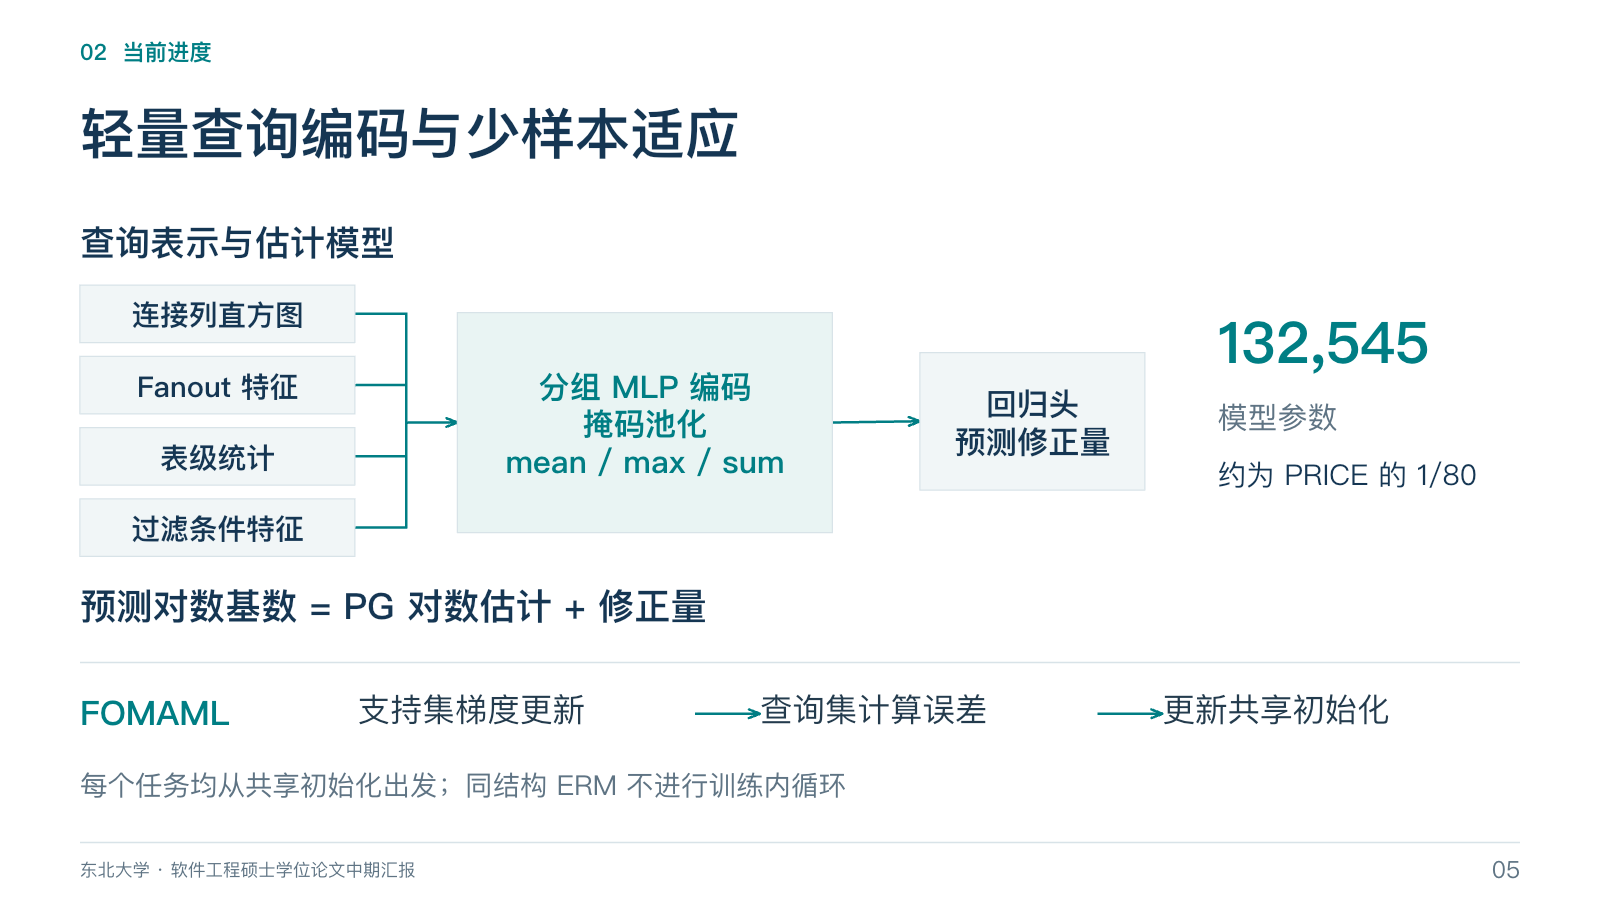 02 当前进度
轻量查询编码与少样本适应
查询表示与估计模型
连接列直方图
Fanout 特征
表级统计
过滤条件特征
分组 MLP 编码
掩码池化
mean / max / sum
回归头
预测修正量
132,545
模型参数
约为 PRICE 的 1/80
预测对数基数 = PG 对数估计 + 修正量
FOMAML 支持集梯度更新 查询集计算误差 更新共享初始化
每个任务均从共享初始化出发；同结构 ERM 不进行训练内循环
东北大学 · 软件工程硕士学位论文中期汇报
05